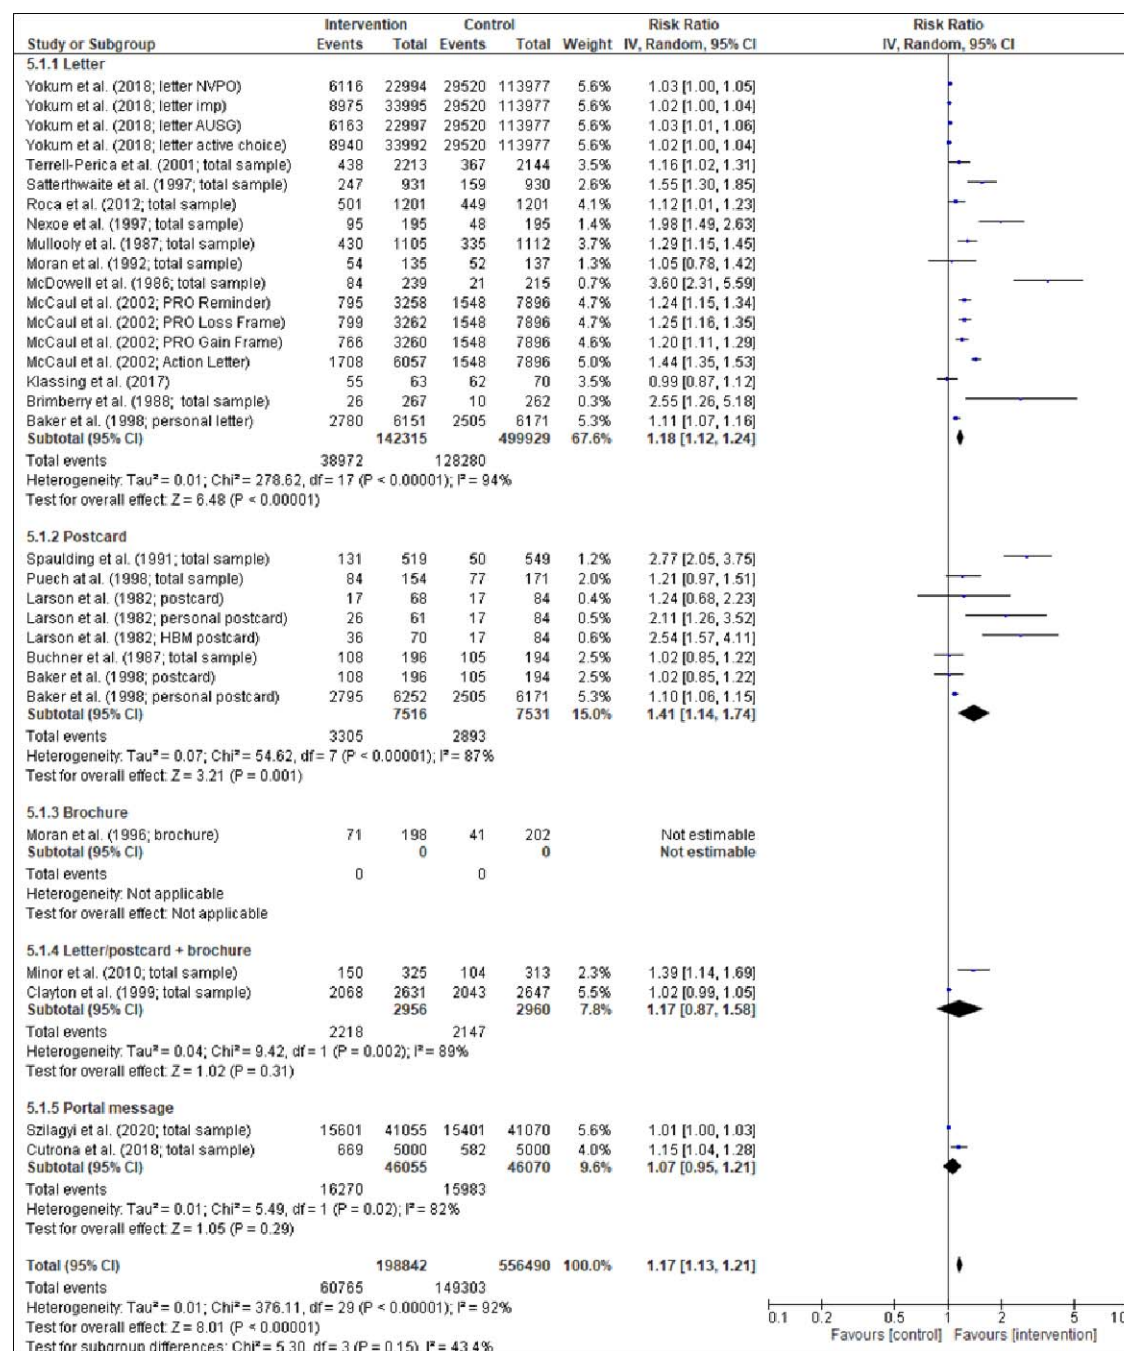 Intervention Control Risk Ratio Risk Ratio
Study or Subgroup Events Total Events Total Weight IV, Random, 95% CI IV, Random, 95% CI
5.1.1 Letter
Yokum et al. (2018; letter NVPO) 6116 22994 29520 113977 5.6% 1.03 [1.00, 1.05]
Yokum et al. (2018; letter imp) 8975 33995 29520 113977 5.6% 1.02 [1.00, 1.04]
Yokum et al. (2018; letter AUSG) 6163 22997 29520 113977 5.6% 1.03 [1.01, 1.06]
Yokum et al. (2018; letter active choice) 8940 33992 29520 113977 5.6% 1.02 [1.00, 1.04]
Terrell-Perica et al. (2001; total sample) 438 2213 367 2144 3.5% 1.16 [1.02, 1.31]
Satterthwaite et al. (1997; total sample) 247 931 159 930 2.6% 1.55 [1.30, 1.85]
Roca et al. (2012; total sample) 501 1201 449 1201 4.1% 1.12 [1.01, 1.23]
Nexoe et al. (1997; total sample) 95 195 48 195 1.4% 1.98 [1.49, 2.63]
Mullooly et al. (1987; total sample) 430 1105 335 1112 3.7% 1.29 [1.15, 1.45]
Moran et al. (1992; total sample) 54 135 52 137 1.3% 1.05 [0.78, 1.42]
McDowell et al. (1986; total sample) 84 239 21 215 0.7% 3.60 [2.31, 5.59]
McCaul et al. (2002; PRO Reminder) 795 3258 1548 7896 4.7% 1.24 [1.15, 1.34]
McCaul et al. (2002; PRO Loss Frame) 799 3262 1548 7896 4.7% 1.25 [1.16, 1.35]
McCaul et al. (2002; PRO Gain Frame) 766 3260 1548 7896 4.6% 1.20 [1.11, 1.29]
McCaul et al. (2002; Action Letter) 1708 6057 1548 7896 5.0% 1.44 [1.35, 1.53]
Klassing et al. (2017) 55 63 62 70 3.5% 0.99 [0.87, 1.12]
Brimberry et al. (1988; total sample) 26 267 10 262 0.3% 2.55 [1.26, 5.18]
Baker et al. (1998; personal letter) 2780 6151 2505 6171 5.3% 1.11 [1.07, 1.16]
Subtotal (95% CI) 142315 499929 67.6% 1.18 [1.12, 1.24]
Total events 38972 128280
Heterogeneity: Tau² = 0.01; Chi² = 278.62, df = 17 (P < 0.00001); I² = 94%
Test for overall effect: Z = 6.48 (P < 0.00001)
5.1.2 Postcard
Spaulding et al. (1991; total sample) 131 519 50 549 1.2% 2.77 [2.05, 3.75]
Puech at al. (1998; total sample) 84 154 77 171 2.0% 1.21 [0.97, 1.51]
Larson et al. (1982; postcard) 17 68 17 84 0.4% 1.24 [0.68, 2.23]
Larson et al. (1982; personal postcard) 26 61 17 84 0.5% 2.11 [1.26, 3.52]
Larson et al. (1982; HBM postcard) 36 70 17 84 0.6% 2.54 [1.57, 4.11]
Buchner et al. (1987; total sample) 108 196 105 194 2.5% 1.02 [0.85, 1.22]
Baker et al. (1998; postcard) 108 196 105 194 2.5% 1.02 [0.85, 1.22]
Baker et al. (1998; personal postcard) 2795 6252 2505 6171 5.3% 1.10 [1.06, 1.15]
Subtotal (95% CI) 7516 7531 15.0% 1.41 [1.14, 1.74]
Total events 3305 2893
Heterogeneity: Tau² = 0.07; Chi² = 54.62, df = 7 (P < 0.00001); I² = 87%
Test for overall effect: Z = 3.21 (P = 0.001)
5.1.3 Brochure
Moran et al. (1996; brochure) 71 198 41 202 Not estimable
Subtotal (95% CI) 0 0 Not estimable
Total events 0 0
Heterogeneity: Not applicable
Test for overall effect: Not applicable
5.1.4 Letter/postcard + brochure
Minor et al. (2010; total sample) 150 325 104 313 2.3% 1.39 [1.14, 1.69]
Clayton et al. (1999; total sample) 2068 2631 2043 2647 5.5% 1.02 [0.99, 1.05]
Subtotal (95% CI) 2956 2960 7.8% 1.17 [0.87, 1.58]
Total events 2218 2147
Heterogeneity: Tau² = 0.04; Chi² = 9.42, df = 1 (P = 0.002); I² = 89%
Test for overall effect: Z = 1.02 (P = 0.31)
5.1.5 Portal message
Szilagyi et al. (2020; total sample) 15601 41055 15401 41070 5.6% 1.01 [1.00, 1.03]
Cutrona et al. (2018; total sample) 669 5000 582 5000 4.0% 1.15 [1.04, 1.28]
Subtotal (95% CI) 46055 46070 9.6% 1.07 [0.95, 1.21]
Total events 16270 15983
Heterogeneity: Tau² = 0.01; Chi² = 5.49, df = 1 (P = 0.02); I² = 82%
Test for overall effect: Z = 1.05 (P = 0.29)
Total (95% CI) 198842 556490 100.0% 1.17 [1.13, 1.21]
Total events 60765 149303
Heterogeneity: Tau² = 0.01; Chi² = 376.11, df = 29 (P < 0.00001); I² = 92%
Test for overall effect: Z = 8.01 (P < 0.00001)
Test for subgroup differences: Chi² = 5.30, df = 3 (P = 0.15), I² = 43.4%
0.1 0.2 0.5 1 2 5 10
Favours [control] Favours [intervention]